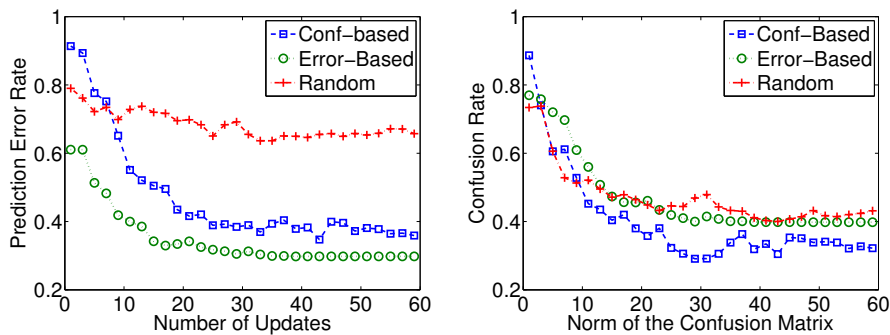 1
0.8
0.6
0.4
0.2
0 10 20 30 40 50 60
Prediction Error Rate
Number of Updates
Conf-based
Error-Based
Random
1
0.8
0.6
0.4
0.2
0 10 20 30 40 50 60
Confusion Rate
Norm of the Confusion Matrix
Conf-Based
Error-Based
Random